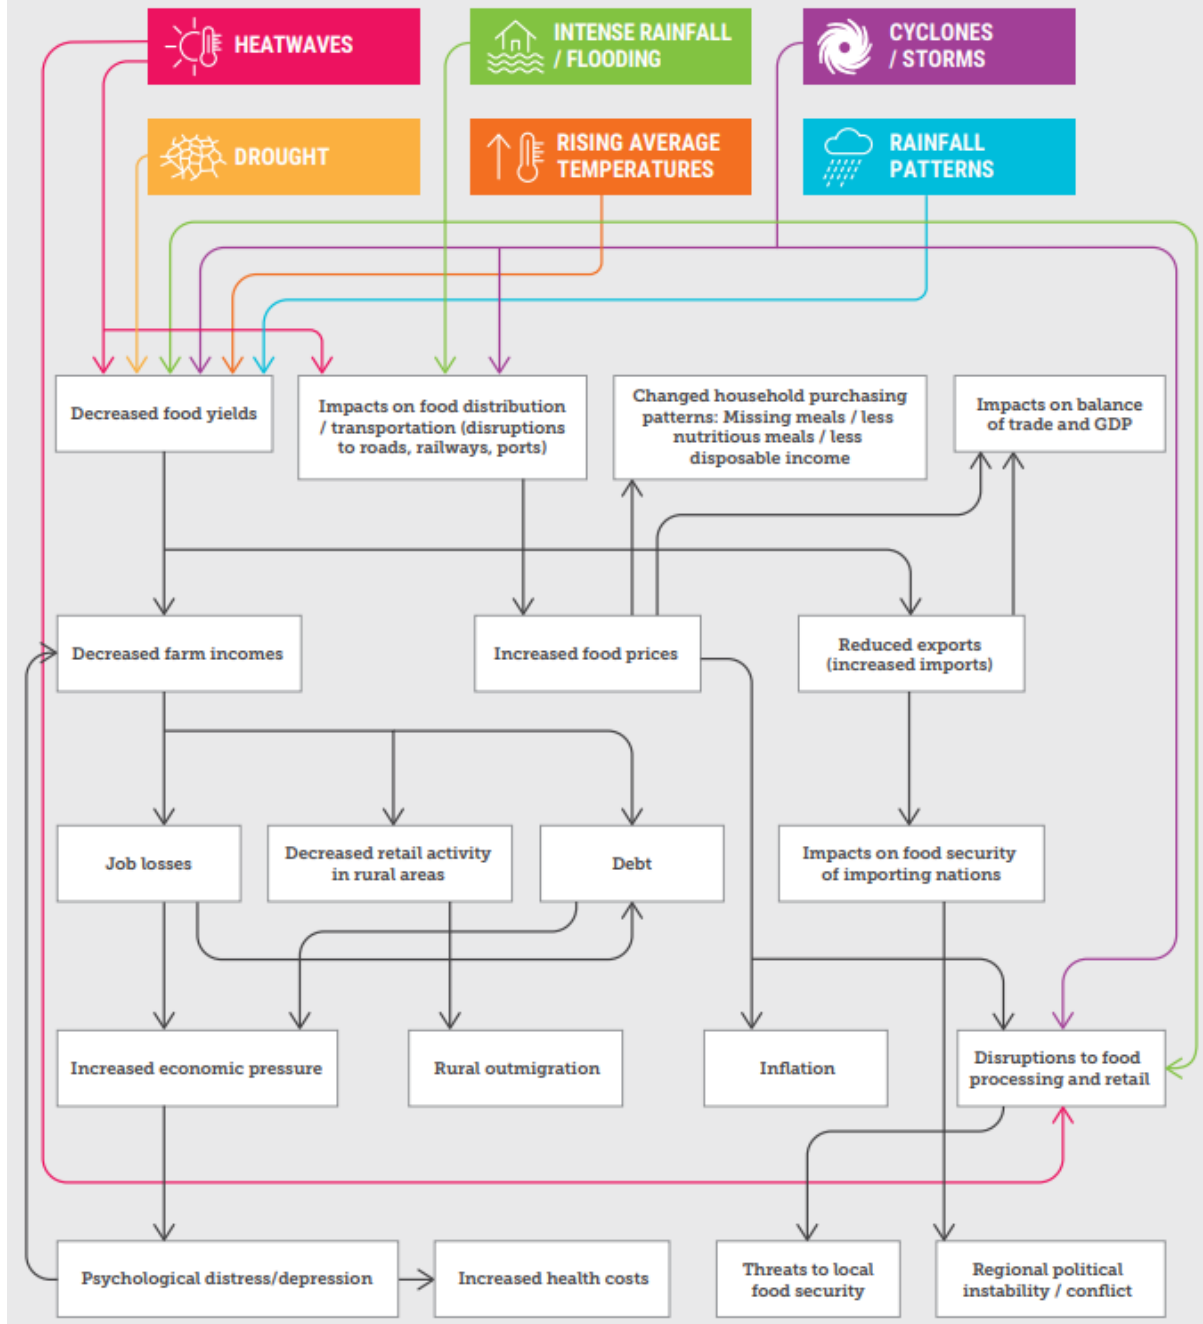 HEATWAVES
INTENSE RAINFALL
/ FLOODING
CYCLONES
/ STORMS
DROUGHT
RISING AVERAGE
TEMPERATURES
RAINFALL
PATTERNS
Decreased food yields
Impacts on food distribution
/ transportation (disruptions
to roads, railways, ports)
Changed household purchasing
patterns: Missing meals / less
nutritious meals / less
disposable income
Impacts on balance
of trade and GDP
Decreased farm incomes
Increased food prices
Reduced exports
(increased imports)
Job losses
Decreased retail activity
in rural areas
Debt
Impacts on food security
of importing nations
Increased economic pressure
Rural outmigration
Inflation
Disruptions to food
processing and retail
Psychological distress/depression
Increased health costs
Threats to local
food security
Regional political
instability / conflict